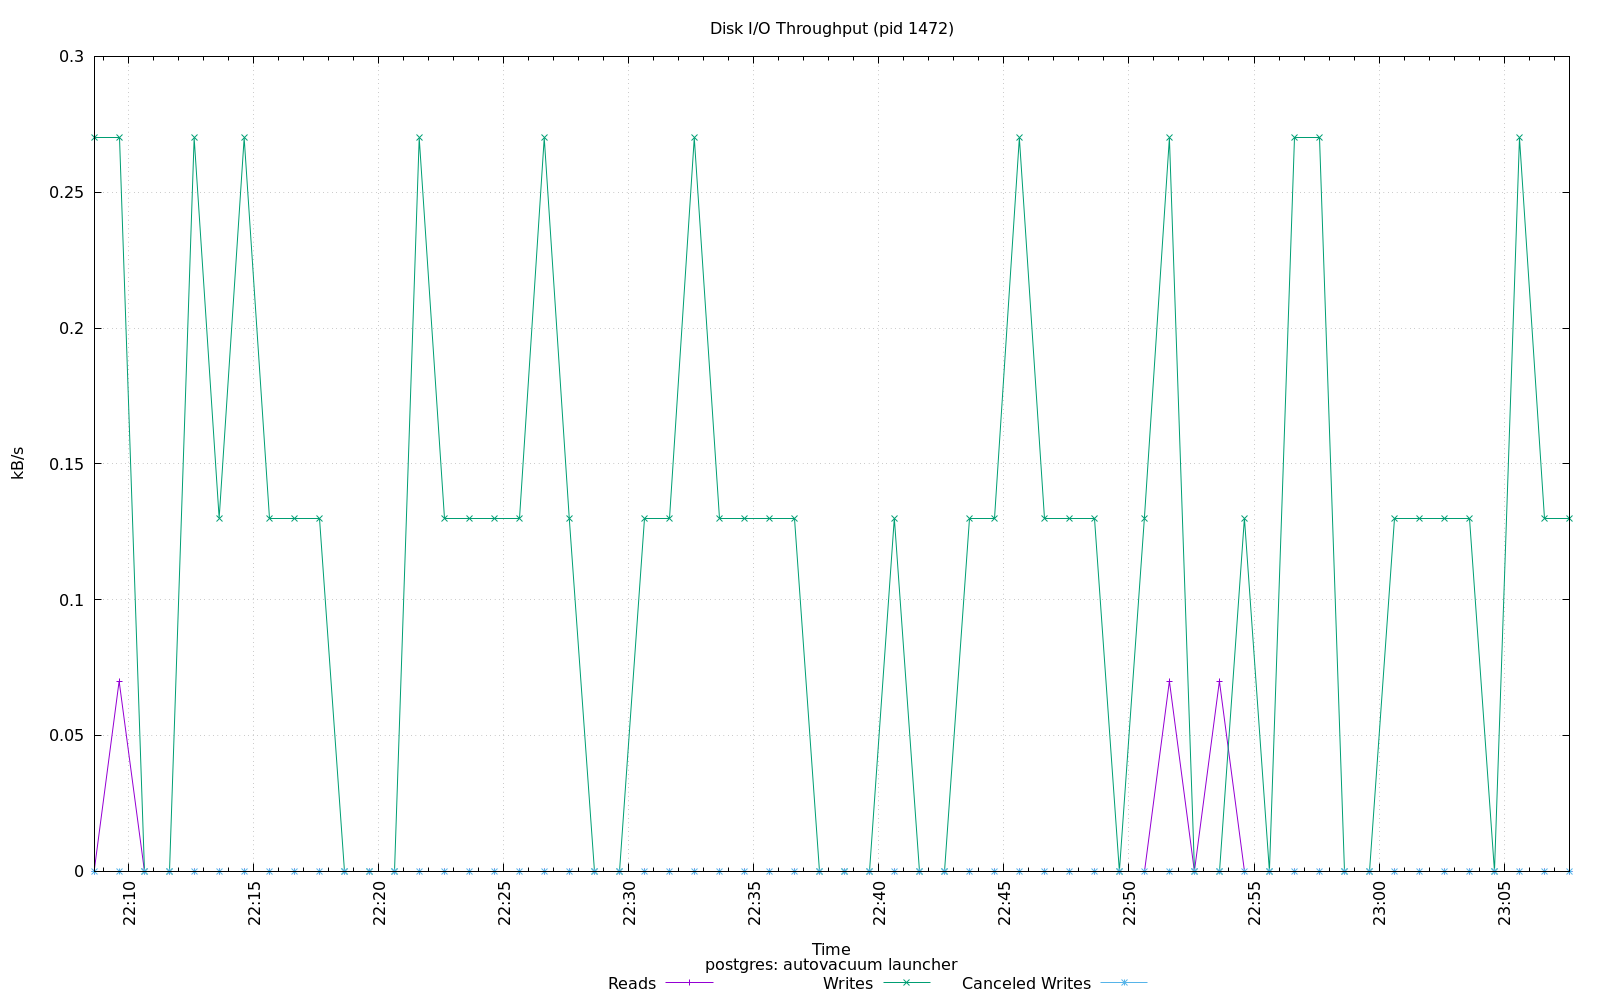 Disk I/O Throughput (pid 1472)
0.3
0.25
0.2
0.15
0.1
0.05
0
kB/s
22:10
22:15
22:20
22:25
22:30
22:35
22:40
22:45
22:50
22:55
23:00
23:05
Time
postgres: autovacuum launcher
Reads
Writes
Canceled Writes